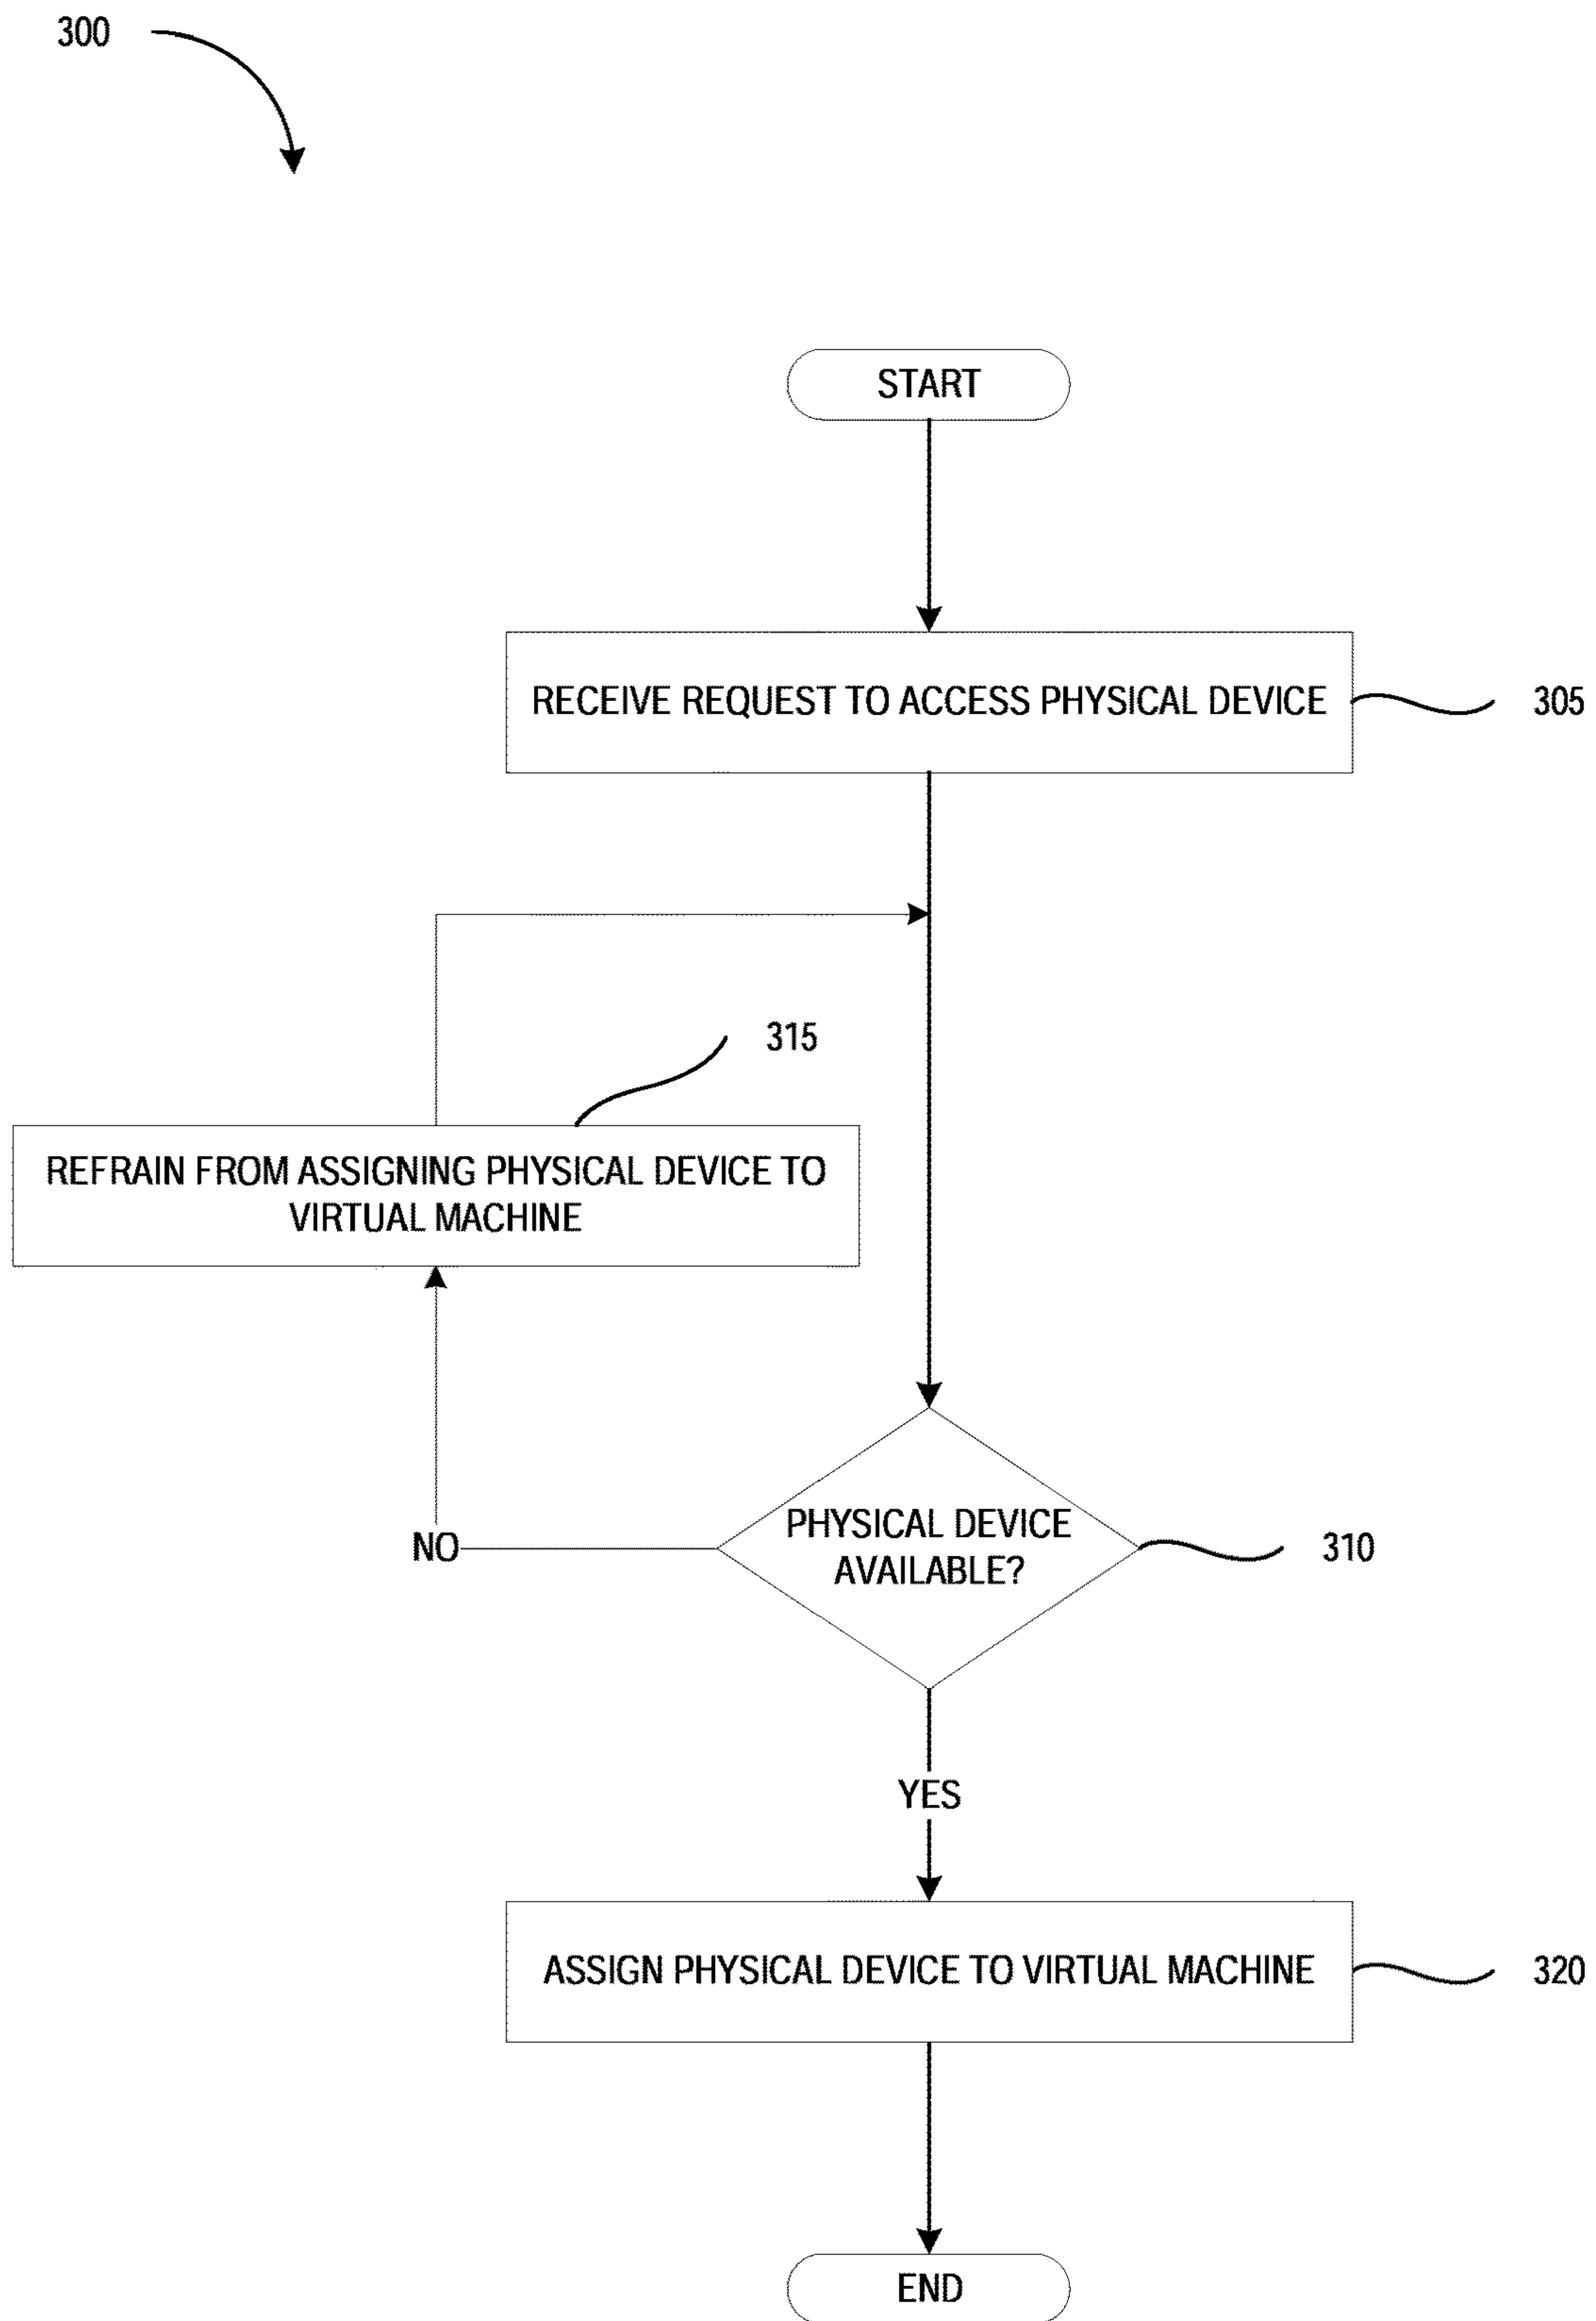 300
START
RECEIVE REQUEST TO ACCESS PHYSICAL DEVICE
305
315
REFRAIN FROM ASSIGNING PHYSICAL DEVICE TO
VIRTUAL MACHINE
PHYSICAL DEVICE
AVAILABLE?
NO
310
YES
ASSIGN PHYSICAL DEVICE TO VIRTUAL MACHINE
320
END